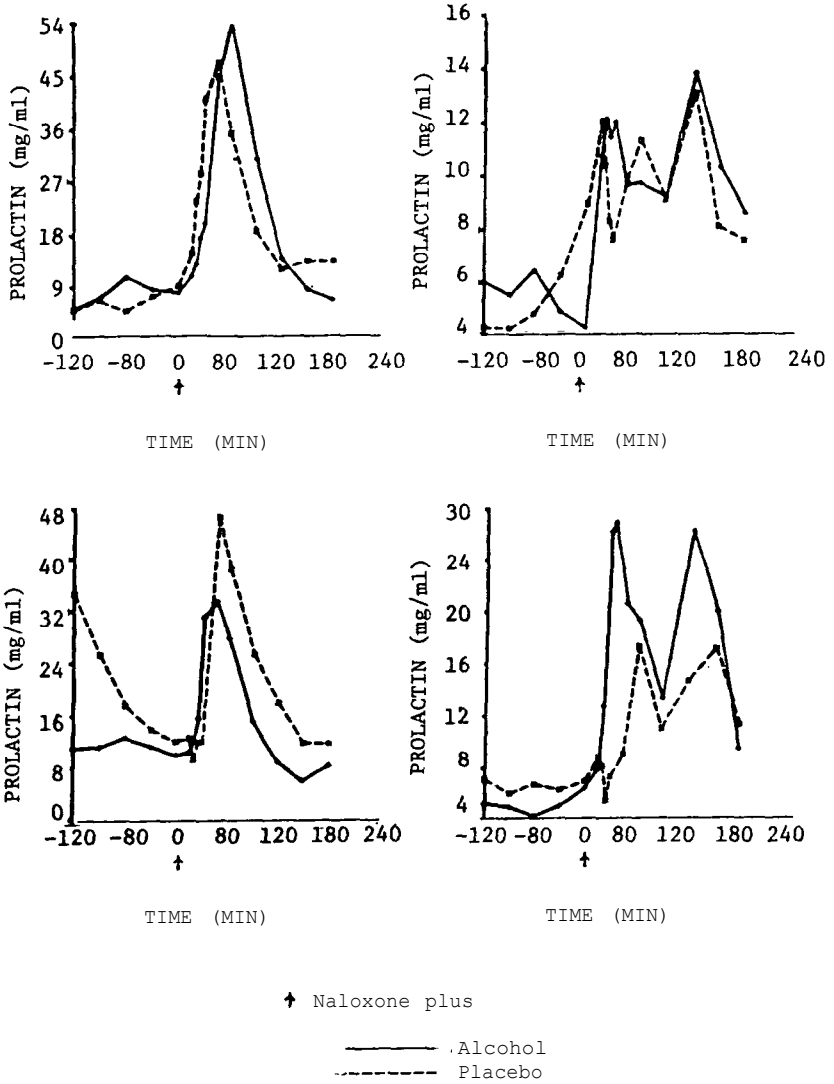 PROLACTIN (mg/ml)
54
45
36
27
18
9
0
-120 -80 0 80 120 180 240
TIME (MIN)
PROLACTIN (mg/ml)
16
14
12
10
8
6
4
-120 -80 0 80 120 180 240
TIME (MIN)
PROLACTIN (mg/ml)
48
40
32
24
16
8
0
-120 -80 0 80 120 180 240
TIME (MIN)
PROLACTIN (mg/ml)
30
24
20
16
12
8
4
-120 -80 0 80 120 180 240
TIME (MIN)
Naloxone plus
Alcohol
Placebo